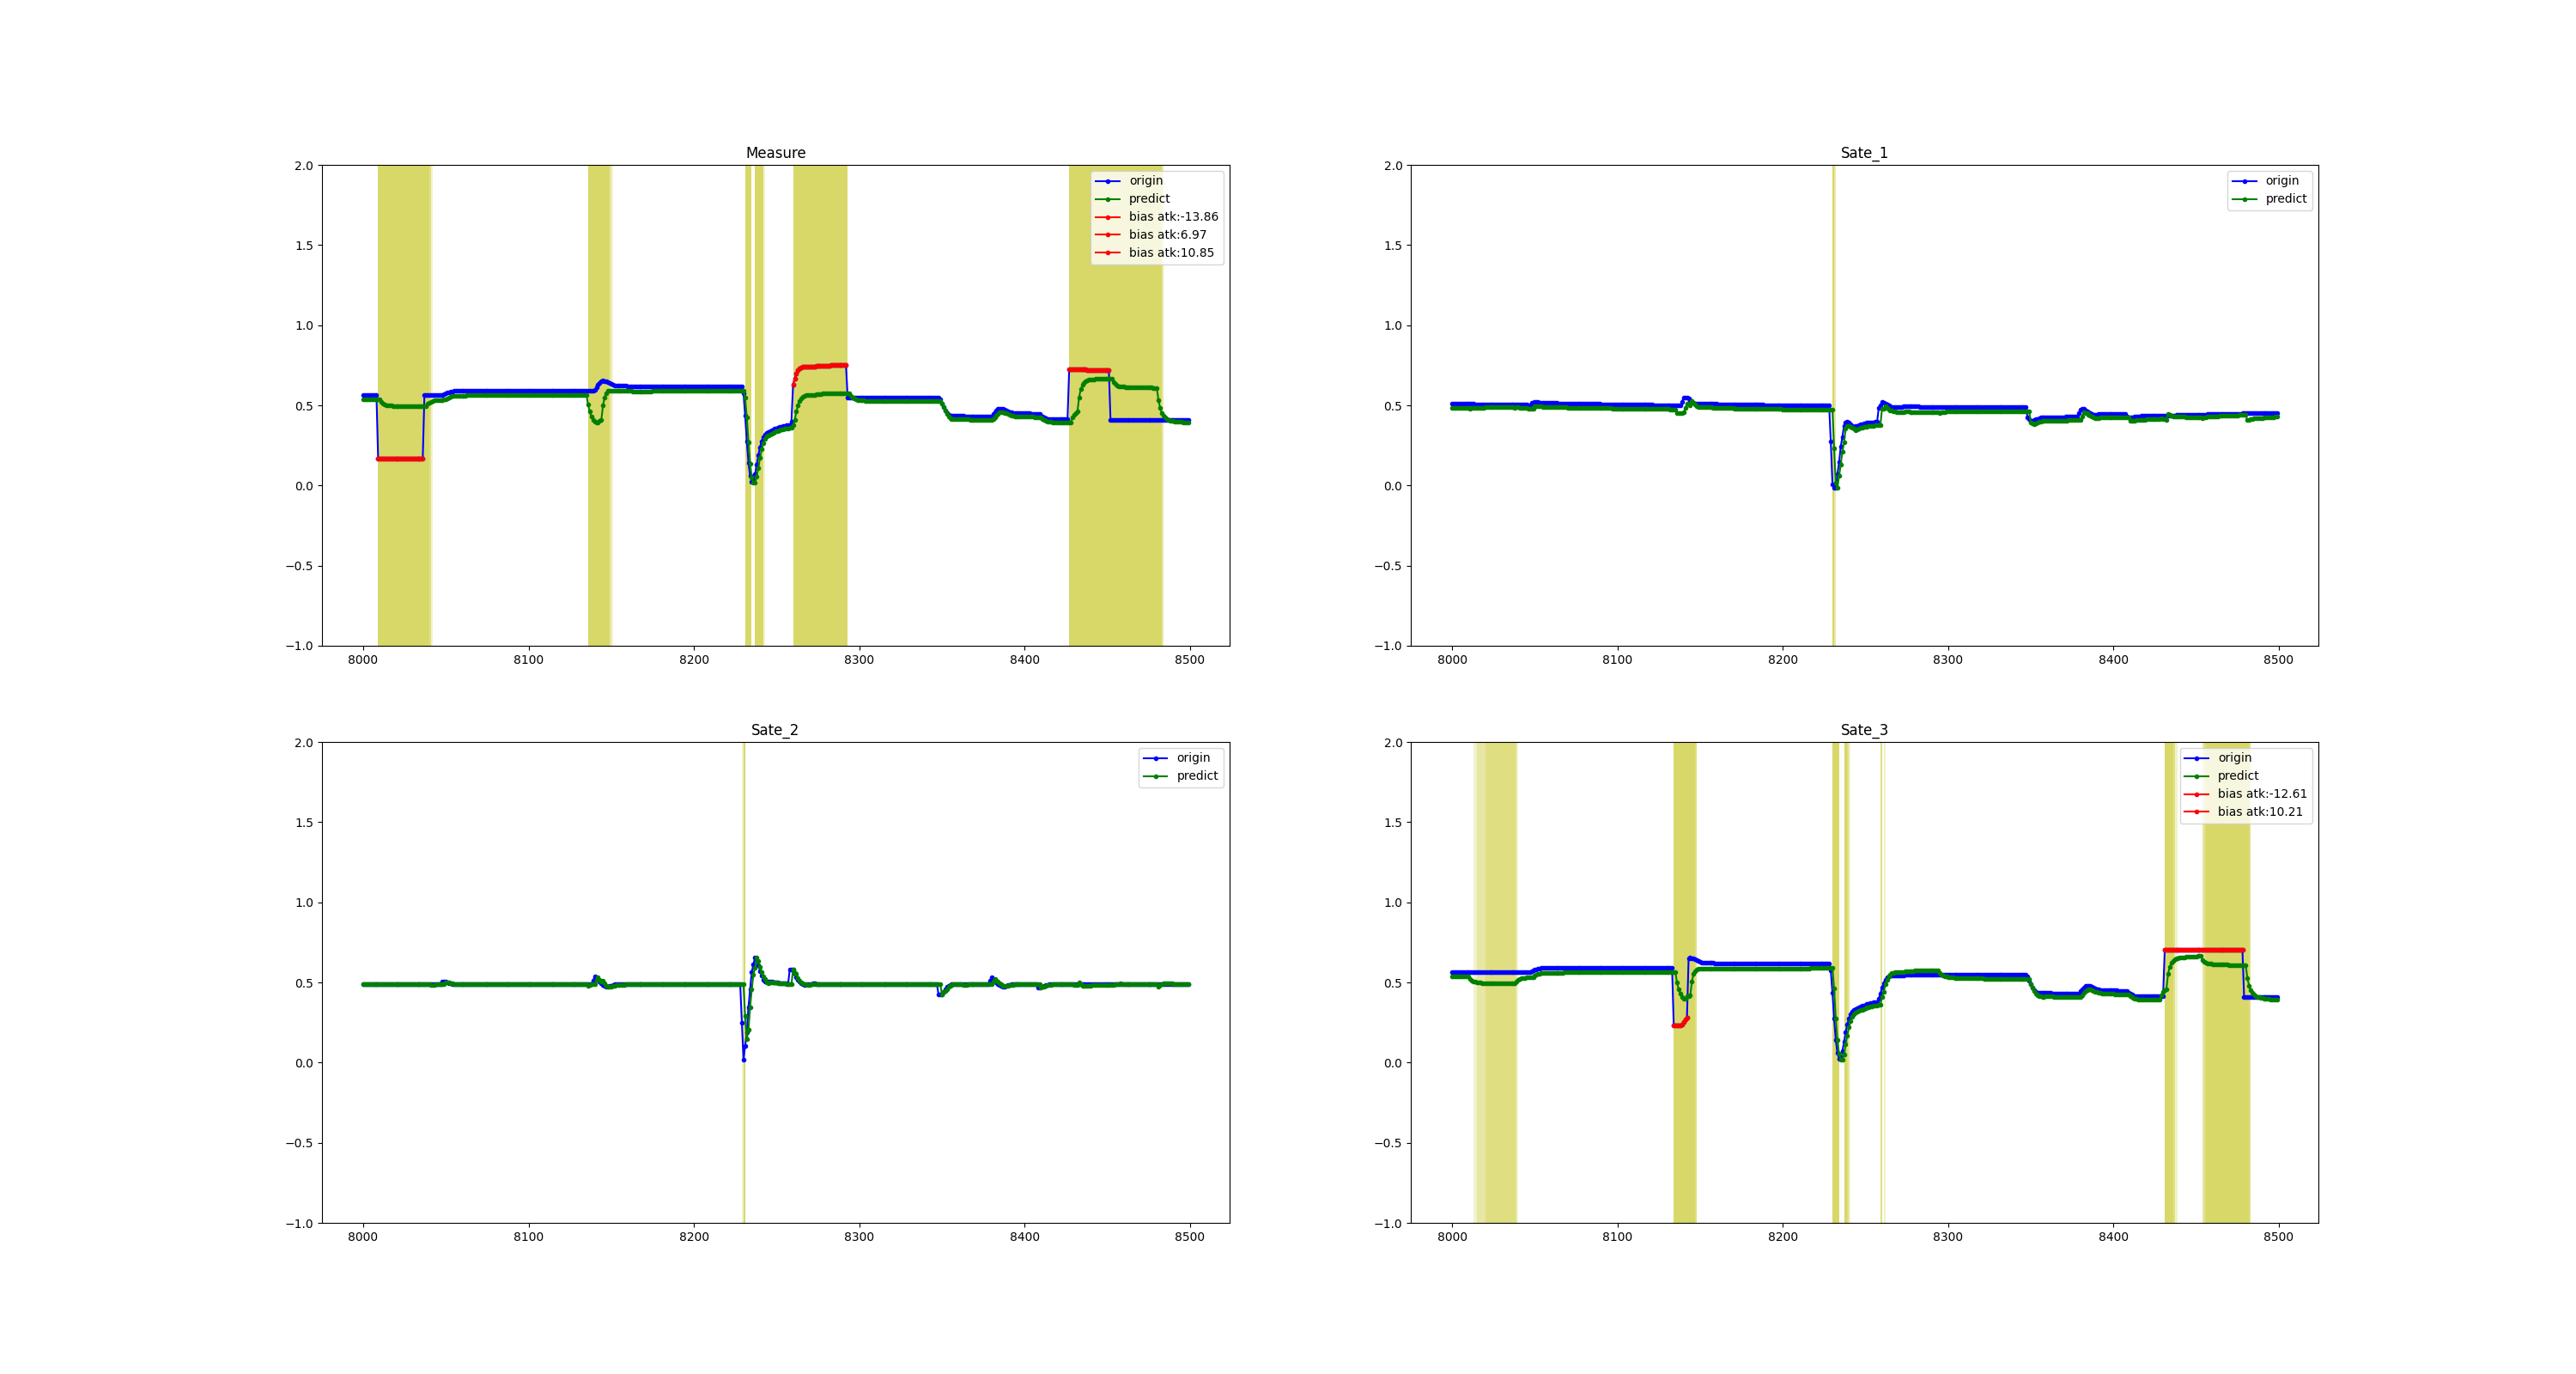 Measure
2.0
1.5
1.0
0.5
0.0
−0.5
−1.0
8000 8100 8200 8300 8400 8500
origin
predict
bias atk:-13.86
bias atk:6.97
bias atk:10.85
Sate_1
2.0
1.5
1.0
0.5
0.0
−0.5
−1.0
8000 8100 8200 8300 8400 8500
origin
predict
Sate_2
2.0
1.5
1.0
0.5
0.0
−0.5
−1.0
8000 8100 8200 8300 8400 8500
origin
predict
Sate_3
2.0
1.5
1.0
0.5
0.0
−0.5
−1.0
8000 8100 8200 8300 8400 8500
origin
predict
bias atk:-12.61
bias atk:10.21